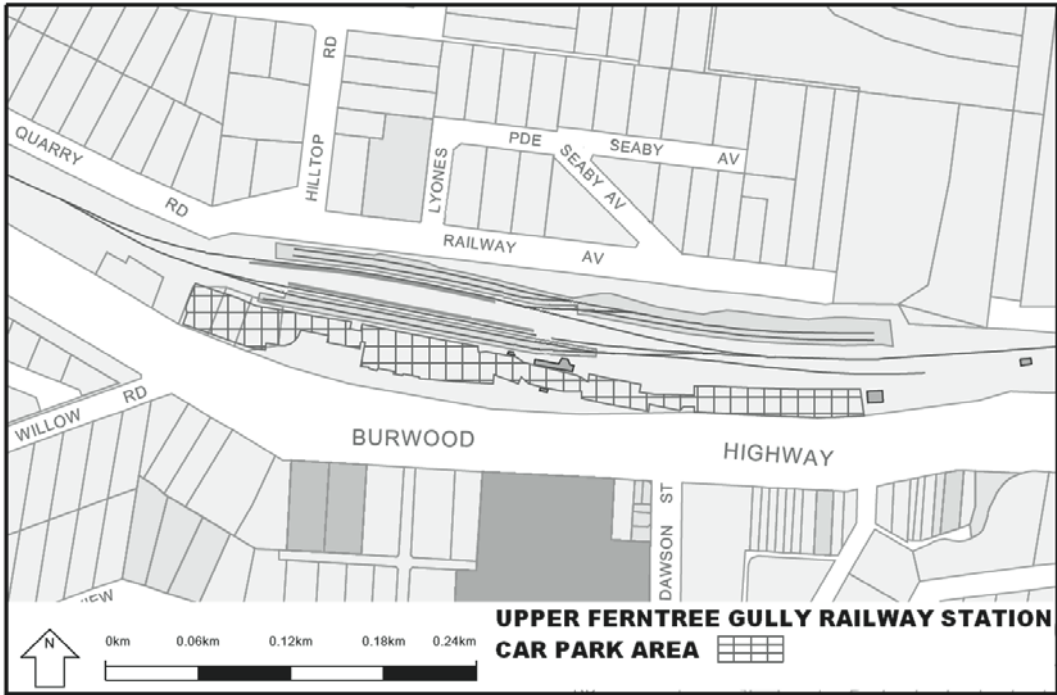 HILLTOP RD
QUARRY RD
LYONES PDE
SEABY AV
SEABY AV
RAILWAY AV
WILLOW RD
BURWOOD HIGHWAY
DAWSON ST
VIEW
N
0km 0.06km 0.12km 0.18km 0.24km
UPPER FERNTREE GULLY RAILWAY STATION
CAR PARK AREA